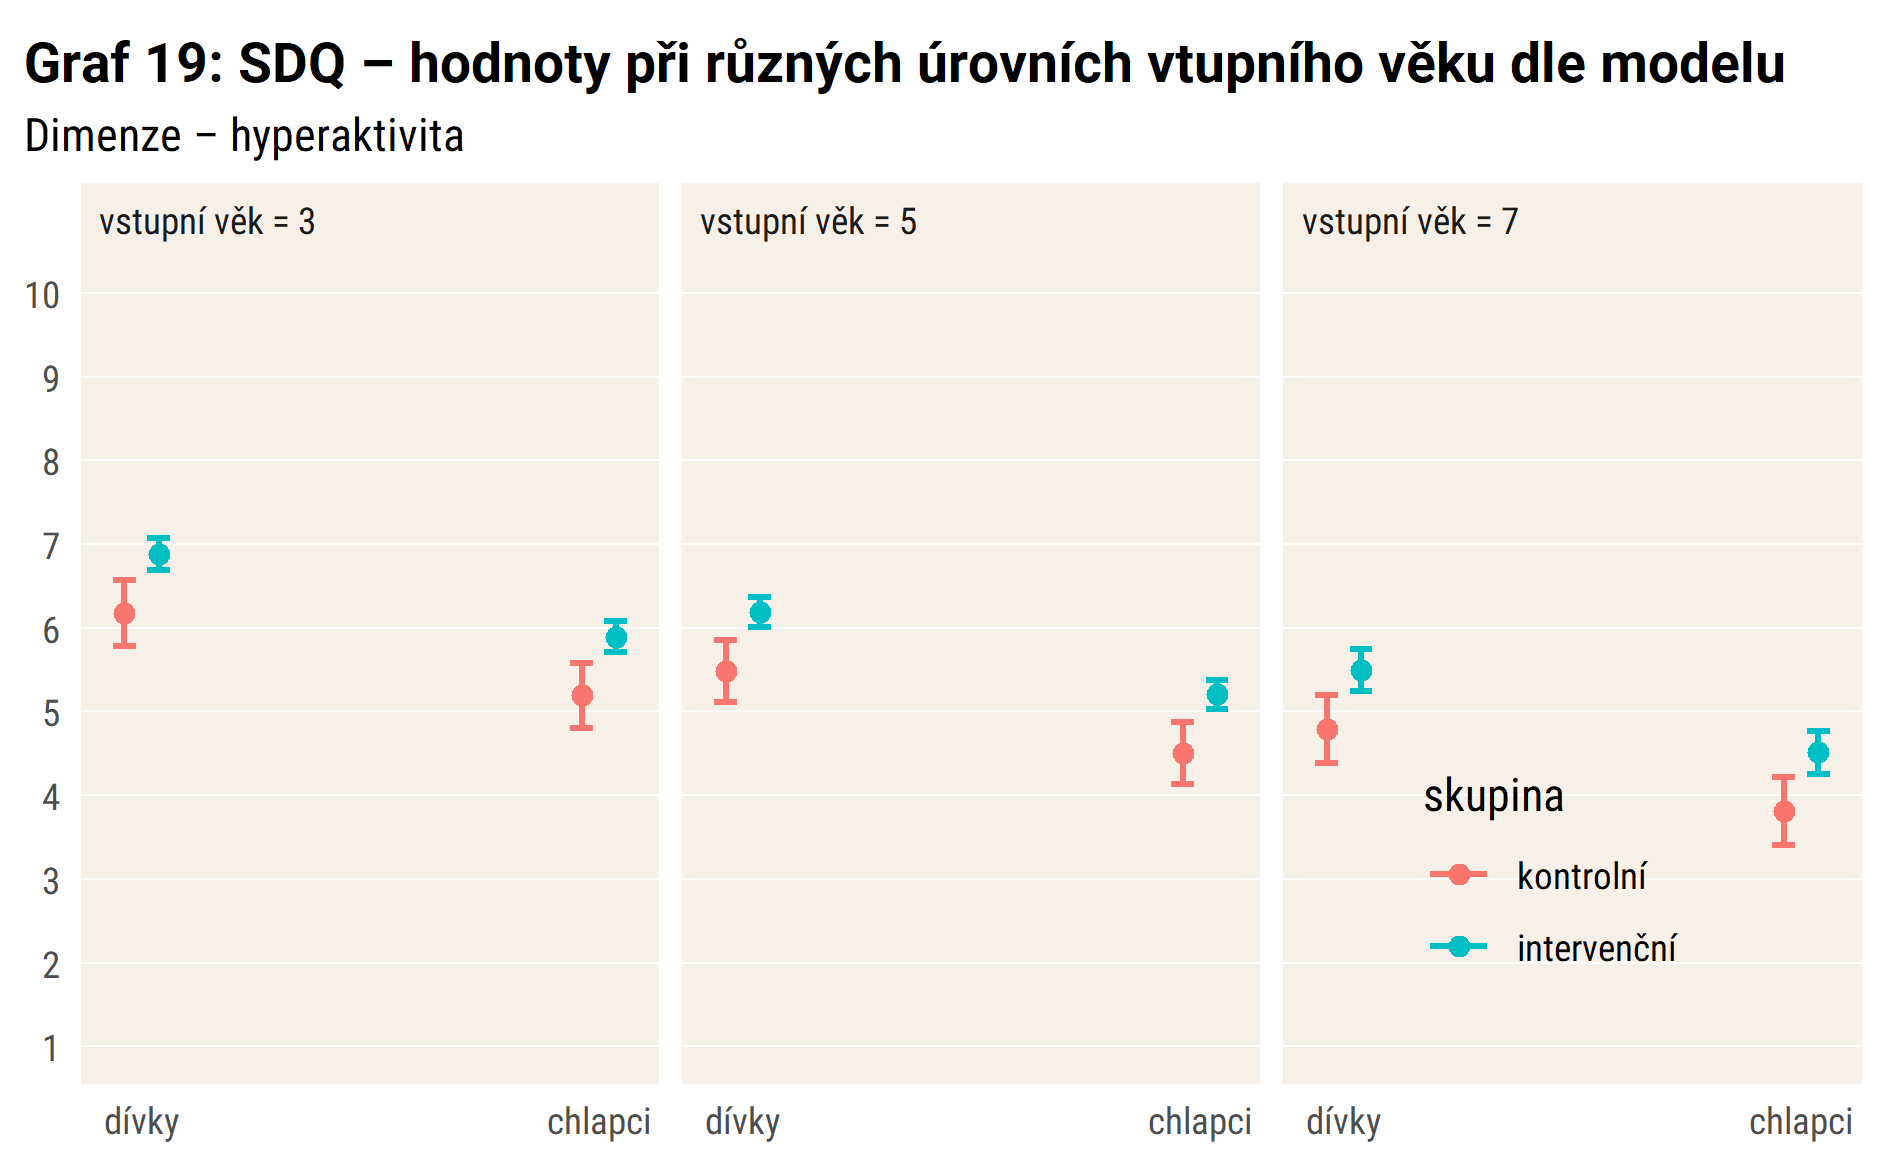 Graf 19: SDQ – hodnoty při různých úrovních vtupního věku dle modelu
Dimenze – hyperaktivita
vstupní věk = 3
vstupní věk = 5
vstupní věk = 7
10
9
8
7
6
5
4
3
2
1
skupina
kontrolní
intervenční
dívky
chlapci
dívky
chlapci
dívky
chlapci